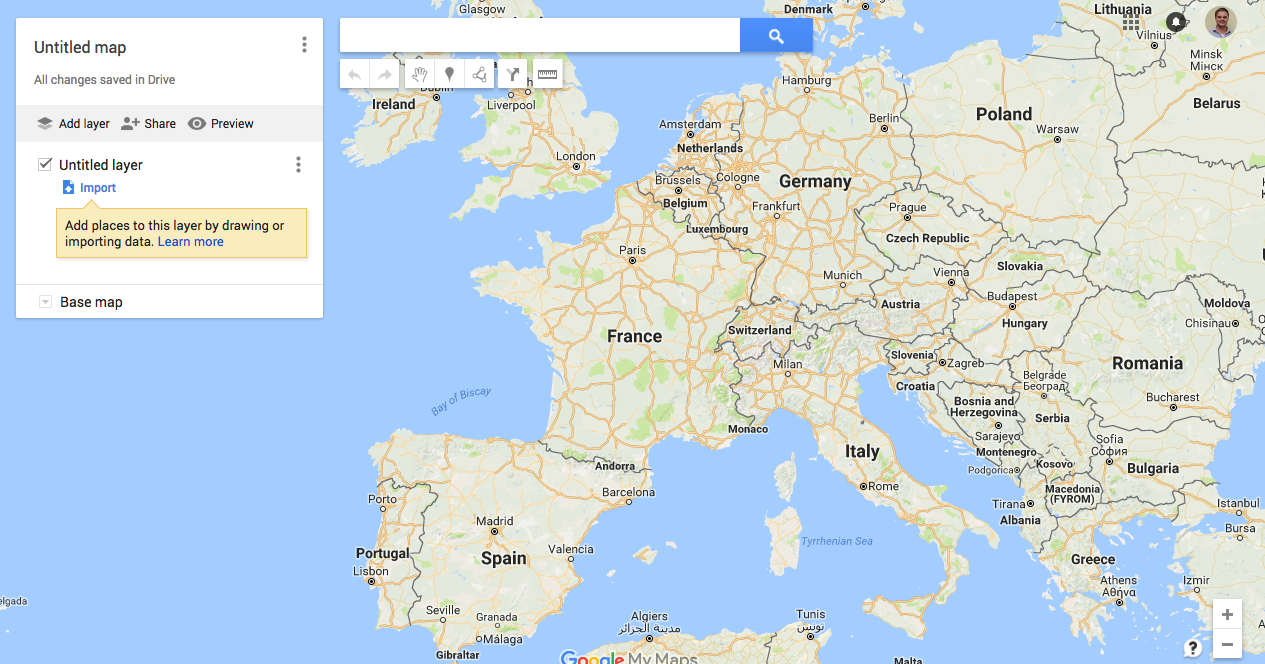 Untitled map
All changes saved in Drive
Add layer
Share
Preview
Untitled layer
Import
Add places to this layer by drawing or
importing data. Learn more
Base map
Glasgow
Denmark
Lithuania
Vilnius
Minsk
Мінск
Hamburg
Dublin
Ireland
Liverpool
Poland
Belarus
Amsterdam
Berlin
Warsaw
Netherlands
London
Brussels
Cologne
Germany
Belgium
Frankfurt
Prague
Luxembourg
Czech Republic
Paris
Slovakia
Munich
Vienna
Budapest
Austria
Moldova
Chisinau
Hungary
France
Switzerland
Slovenia
Zagreb
Milan
Romania
Croatia
Belgrade
Београд
Bay of Biscay
Bosnia and
Herzegovina
Bucharest
Serbia
Monaco
Sarajevo
Sofia
София
Italy
Montenegro
Kosovo
Podgorica
Bulgaria
Andorra
Rome
Barcelona
Macedonia
(FYROM)
Porto
Tirana
Istanbul
Albania
Madrid
Bursa
Tyrrhenian Sea
Portugal
Spain
Valencia
Lisbon
Greece
Athens
Αθήνα
Izmir
elgada
Seville
Granada
Algiers
مدينة الجزائر
Tunis
تونس
Málaga
Gibraltar
Google My Maps
Malta